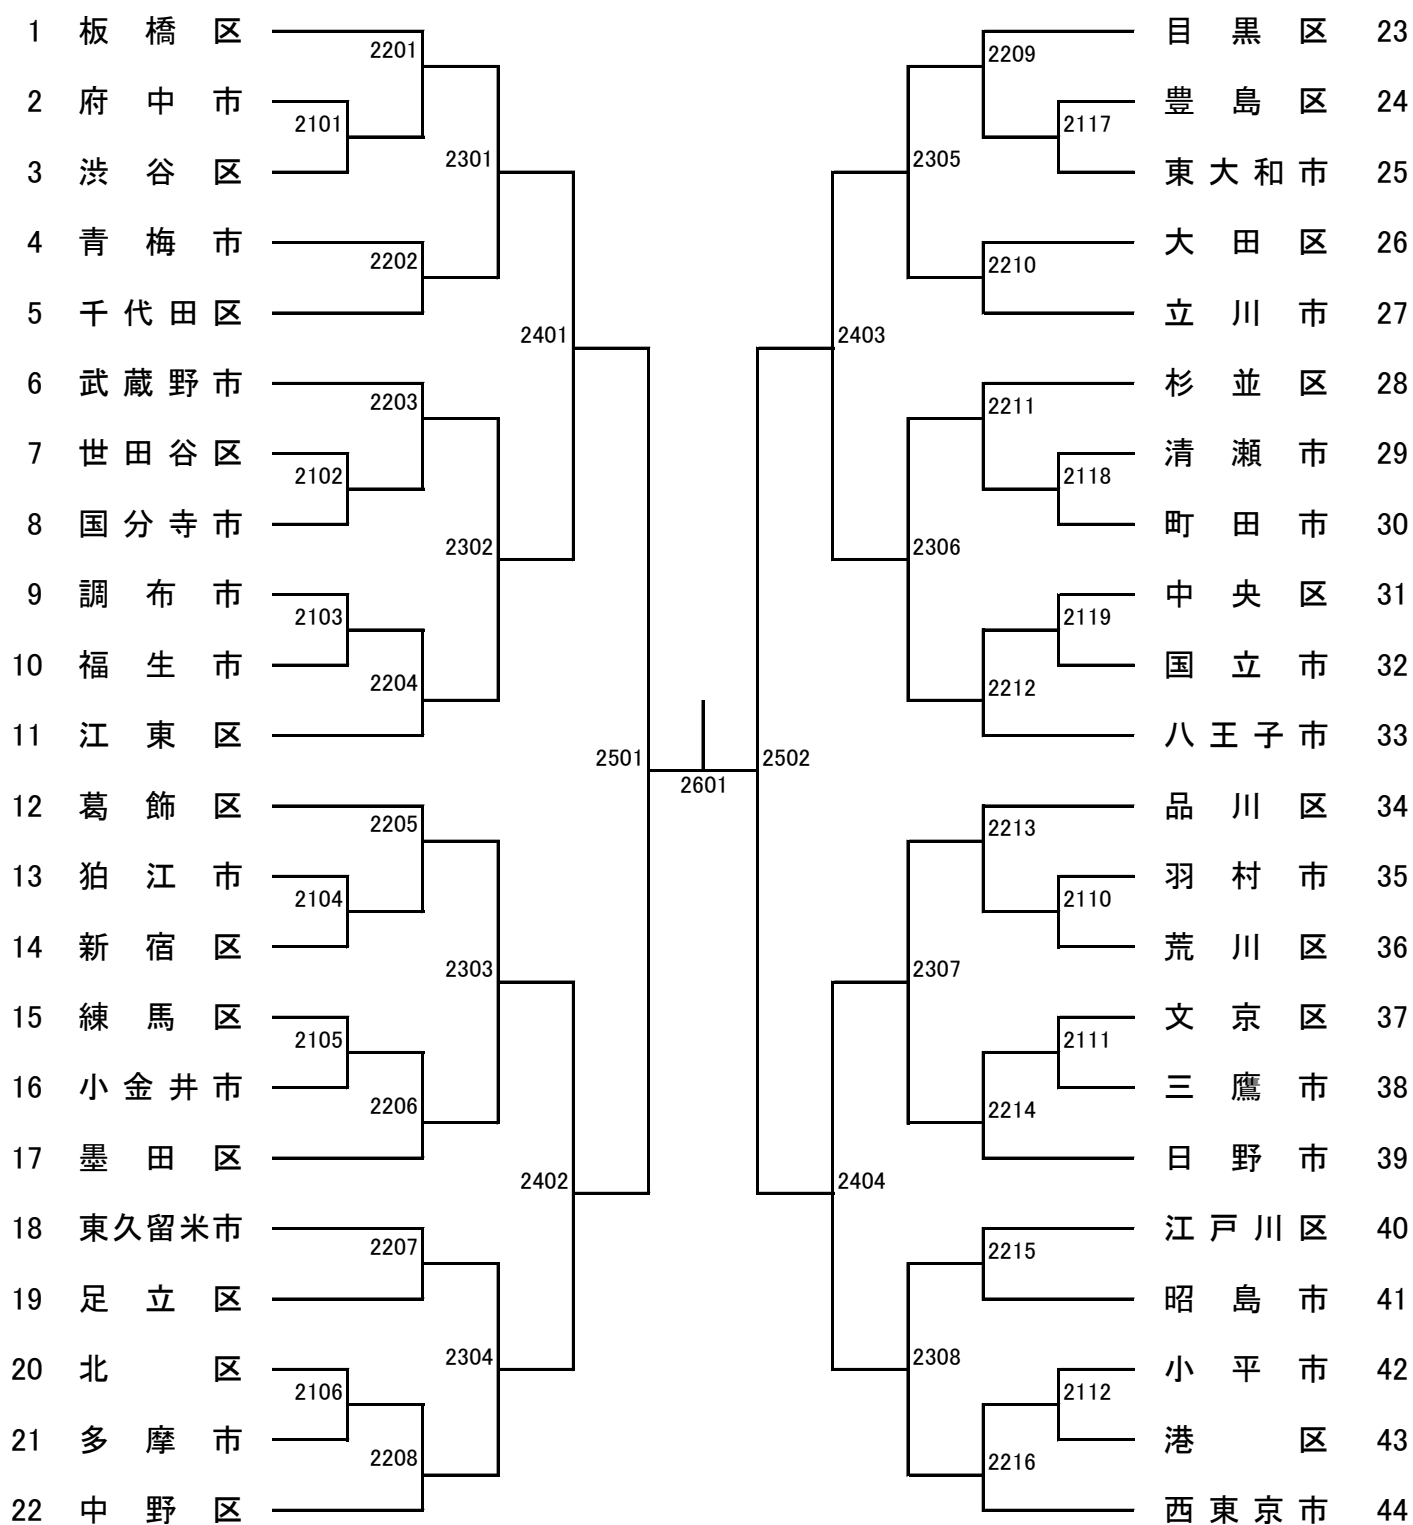 1 板橋区 目黒区 23
2201 2209
2 府中市 豊島区 24
2101 2117
2301 2305
3 渋谷区 東大和市 25
4 青梅市 大田区 26
2202 2210
5 千代田区 立川市 27
2401 2403
6 武蔵野市 杉並区 28
2203 2211
7 世田谷区 清瀬市 29
2102 2118
8 国分寺市 町田市 30
2302 2306
9 調布市 中央区 31
2103 2119
10 福生市 国立市 32
2204 2212
11 江東区 八王子市 33
2501 2502
2601
12 葛飾区 品川区 34
2205 2213
13 狛江市 羽村市 35
2104 2110
14 新宿区 荒川区 36
2303 2307
15 練馬区 文京区 37
2105 2111
16 小金井市 三鷹市 38
2206 2214
17 墨田区 日野市 39
2402 2404
18 東久留米市 江戸川区 40
2207 2215
19 足立区 昭島市 41
2304 2308
20 北区 小平市 42
2106 2112
21 多摩市 港区 43
2208 2216
22 中野区 西東京市 44